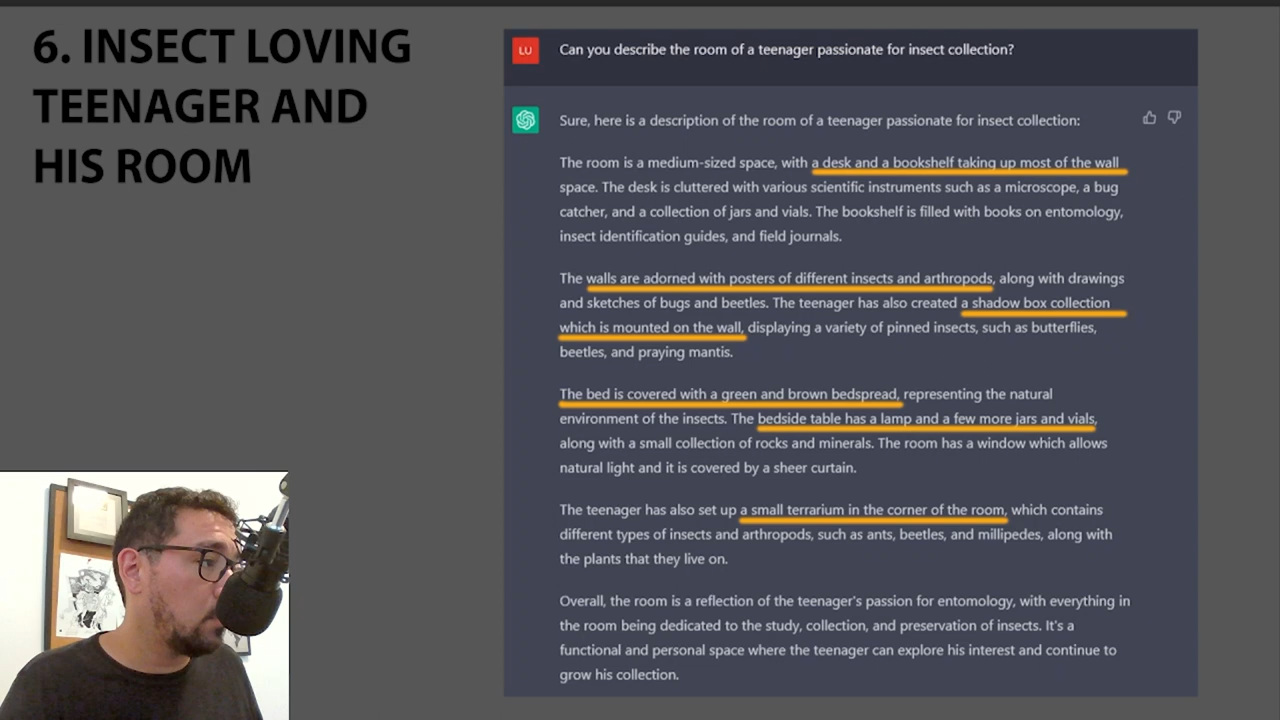 6. INSECT LOVING
TEENAGER AND
HIS ROOM
LU
Can you describe the room of a teenager passionate for insect collection?
Sure, here is a description of the room of a teenager passionate for insect collection:
The room is a medium-sized space, with a desk and a bookshelf taking up most of the wall
space. The desk is cluttered with various scientific instruments such as a microscope, a bug
catcher, and a collection of jars and vials. The bookshelf is filled with books on entomology,
insect identification guides, and field journals.
The walls are adorned with posters of different insects and arthropods, along with drawings
and sketches of bugs and beetles. The teenager has also created a shadow box collection
which is mounted on the wall, displaying a variety of pinned insects, such as butterflies,
beetles, and praying mantis.
The bed is covered with a green and brown bedspread, representing the natural
environment of the insects. The bedside table has a lamp and a few more jars and vials,
along with a small collection of rocks and minerals. The room has a window which allows
natural light and it is covered by a sheer curtain.
The teenager has also set up a small terrarium in the corner of the room, which contains
different types of insects and arthropods, such as ants, beetles, and millipedes, along with
the plants that they live on.
Overall, the room is a reflection of the teenager's passion for entomology, with everything in
the room being dedicated to the study, collection, and preservation of insects. It's a
functional and personal space where the teenager can explore his interest and continue to
grow his collection.